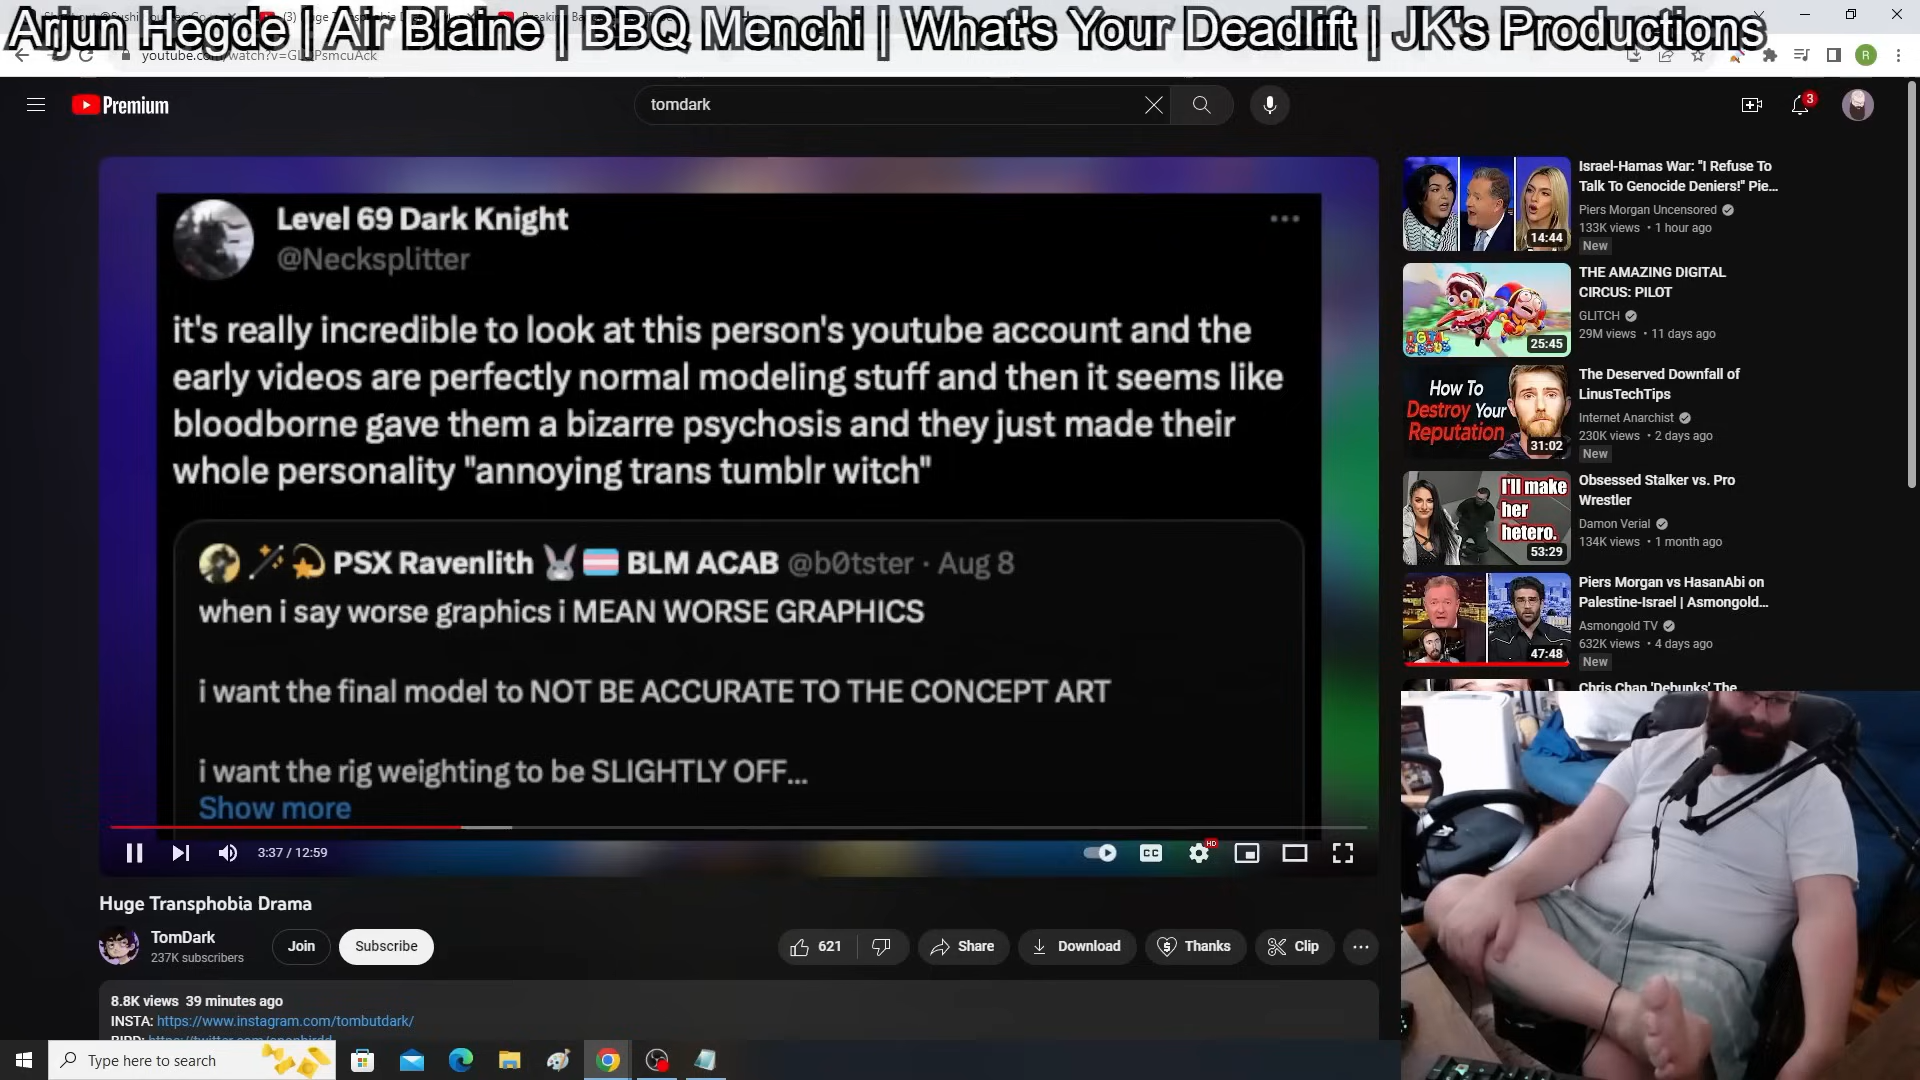 Arjun Hegde | Air Blaine | BBQ Menchi | What's Your Deadlift | JK's Productions
Premium
tomdark
3
R
Level 69 Dark Knight
@Necksplitter
it's really incredible to look at this person's youtube account and the
early videos are perfectly normal modeling stuff and then it seems like
bloodborne gave them a bizarre psychosis and they just made their
whole personality "annoying trans tumblr witch"
PSX Ravenlith BLM ACAB @b0tster · Aug 8
when i say worse graphics i MEAN WORSE GRAPHICS
i want the final model to NOT BE ACCURATE TO THE CONCEPT ART
i want the rig weighting to be SLIGHTLY OFF...
Show more
3:37 / 12:59
CC
HD
Huge Transphobia Drama
TomDark
237K subscribers
Join
Subscribe
621
Share
Download
Thanks
Clip
8.8K views 39 minutes ago
INSTA: https://www.instagram.com/tombutdark/
Israel-Hamas War: "I Refuse To
Talk To Genocide Deniers!" Pie...
Piers Morgan Uncensored
133K views • 1 hour ago
New
14:44
THE AMAZING DIGITAL
CIRCUS: PILOT
GLITCH
29M views • 11 days ago
25:45
The Deserved Downfall of
LinusTechTips
Internet Anarchist
230K views • 2 days ago
New
How To
Destroy Your
Reputation
31:02
Obsessed Stalker vs. Pro
Wrestler
Damon Verial
134K views • 1 month ago
I'll make
her
hetero.
53:29
Piers Morgan vs HasanAbi on
Palestine-Israel | Asmongold...
Asmongold TV
632K views • 4 days ago
New
47:48
Chris Chan 'Debunks' The
Type here to search